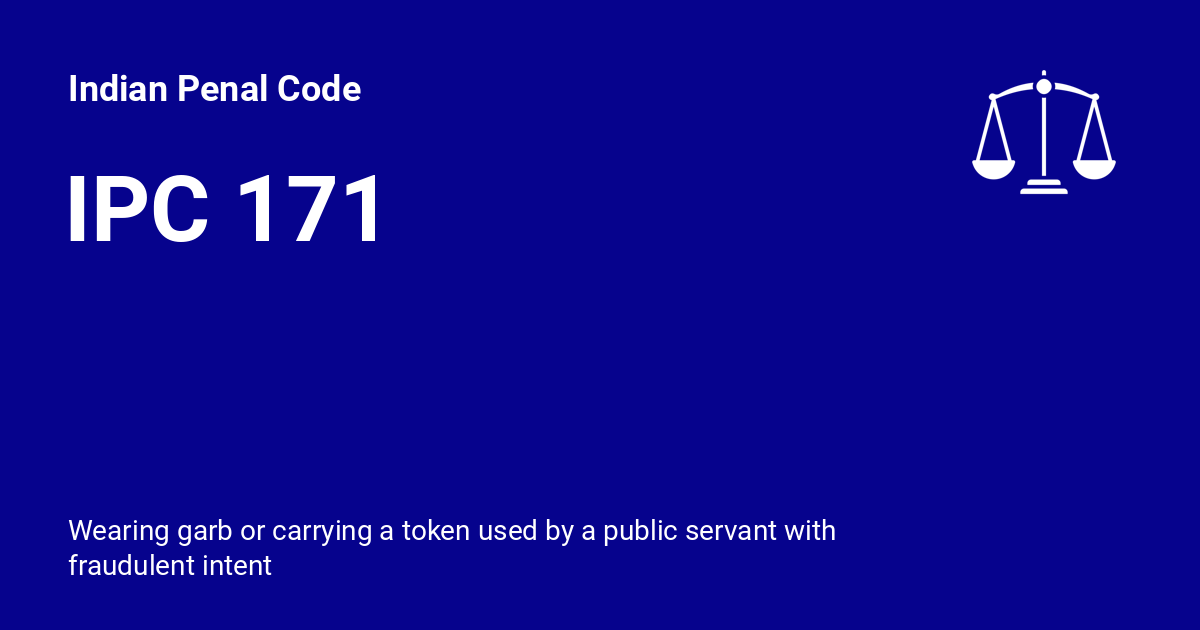 Indian Penal Code
IPC 171
Wearing garb or carrying a token used by a public servant with
fraudulent intent